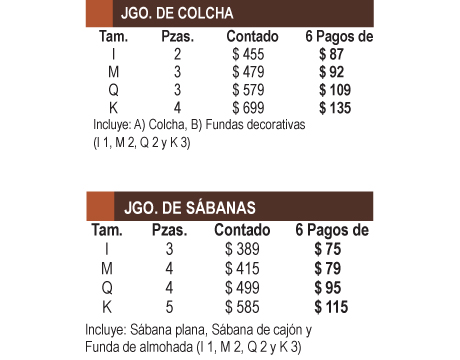 JGO. DE COLCHA
Tam. Pzas. Contado 6 Pagos de
I 2 $ 455 $ 87
M 3 $ 479 $ 92
Q 3 $ 579 $ 109
K 4 $ 699 $ 135
Incluye: A) Colcha, B) Fundas decorativas
(I 1, M 2, Q 2 y K 3)
JGO. DE SÁBANAS
Tam. Pzas. Contado 6 Pagos de
I 3 $ 389 $ 75
M 4 $ 415 $ 79
Q 4 $ 499 $ 95
K 5 $ 585 $ 115
Incluye: Sábana plana, Sábana de cajón y
Funda de almohada (I 1, M 2, Q 2 y K 3)